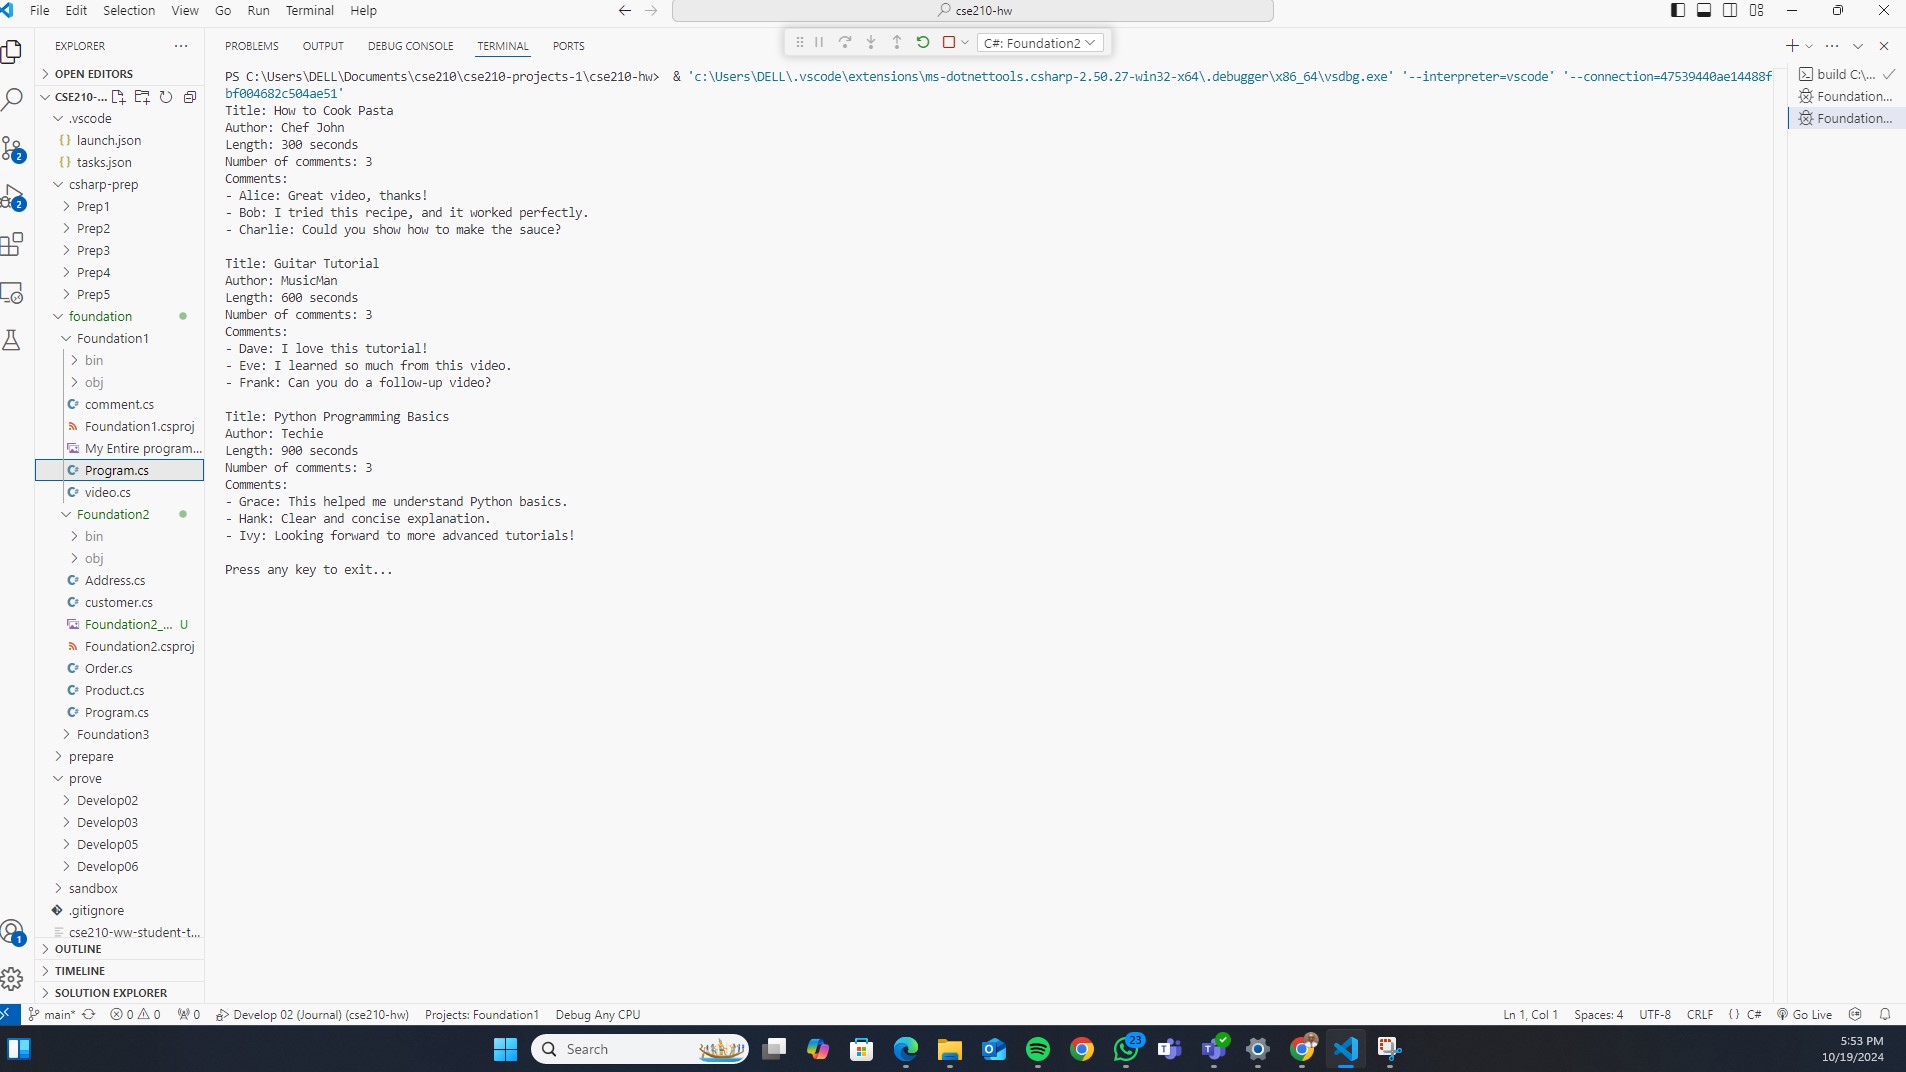 File Edit Selection View Go Run Terminal Help
cse210-hw
EXPLORER
PROBLEMS OUTPUT DEBUG CONSOLE TERMINAL PORTS
C#: Foundation2
OPEN EDITORS
CSE210-...
.vscode
launch.json
tasks.json
csharp-prep
Prep1
Prep2
Prep3
Prep4
Prep5
foundation
Foundation1
bin
obj
comment.cs
Foundation1.csproj
My Entire program...
Program.cs
video.cs
Foundation2
bin
obj
Address.cs
customer.cs
Foundation2_... U
Foundation2.csproj
Order.cs
Product.cs
Program.cs
Foundation3
prepare
prove
Develop02
Develop03
Develop05
Develop06
sandbox
.gitignore
cse210-ww-student-t...
OUTLINE
TIMELINE
SOLUTION EXPLORER
2
2
1
PS C:\Users\DELL\Documents\cse210\cse210-projects-1\cse210-hw> & 'c:\Users\DELL\.vscode\extensions\ms-dotnettools.csharp-2.50.27-win32-x64\.debugger\x86_64\vsdbg.exe' '--interpreter=vscode' '--connection=47539440ae14488f
bf004682c504ae51'
Title: How to Cook Pasta
Author: Chef John
Length: 300 seconds
Number of comments: 3
Comments:
- Alice: Great video, thanks!
- Bob: I tried this recipe, and it worked perfectly.
- Charlie: Could you show how to make the sauce?
Title: Guitar Tutorial
Author: MusicMan
Length: 600 seconds
Number of comments: 3
Comments:
- Dave: I love this tutorial!
- Eve: I learned so much from this video.
- Frank: Can you do a follow-up video?
Title: Python Programming Basics
Author: Techie
Length: 900 seconds
Number of comments: 3
Comments:
- Grace: This helped me understand Python basics.
- Hank: Clear and concise explanation.
- Ivy: Looking forward to more advanced tutorials!
Press any key to exit...
build C:\...
Foundation...
Foundation...
main* 0 0 0 Develop 02 (Journal) (cse210-hw) Projects: Foundation1 Debug Any CPU
Ln 1, Col 1 Spaces: 4 UTF-8 CRLF {} C# Go Live
Search
23
5:53 PM
10/19/2024